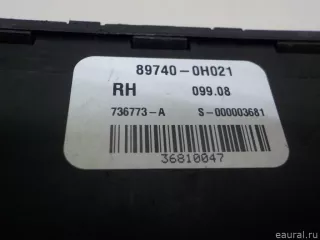 89740-0H021
RH 099.08
736773-A S-000003681
36810047
eaural.ru